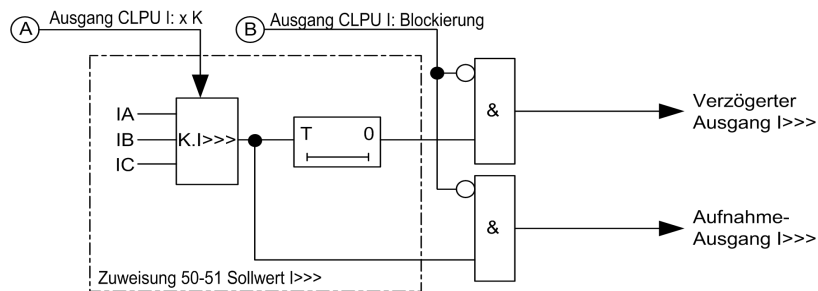 Ausgang CLPU I: x K
A
Ausgang CLPU I: Blockierung
B
IA
IB
IC
K.I>>>
T 0
&
Verzögerter
Ausgang I>>>
&
Aufnahme-
Ausgang I>>>
Zuweisung 50-51 Sollwert I>>>